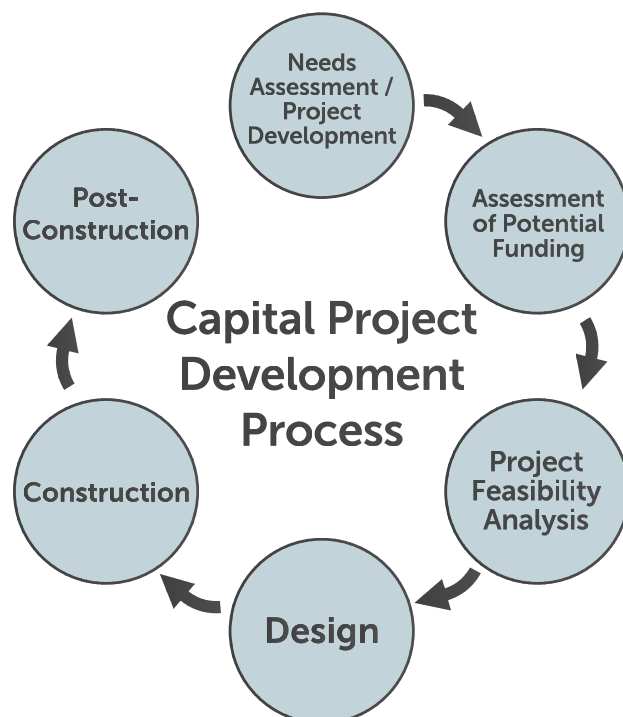 Needs
Assessment /
Project
Development
Assessment
of Potential
Funding
Project
Feasibility
Analysis
Design
Construction
Post-
Construction
Capital Project
Development
Process